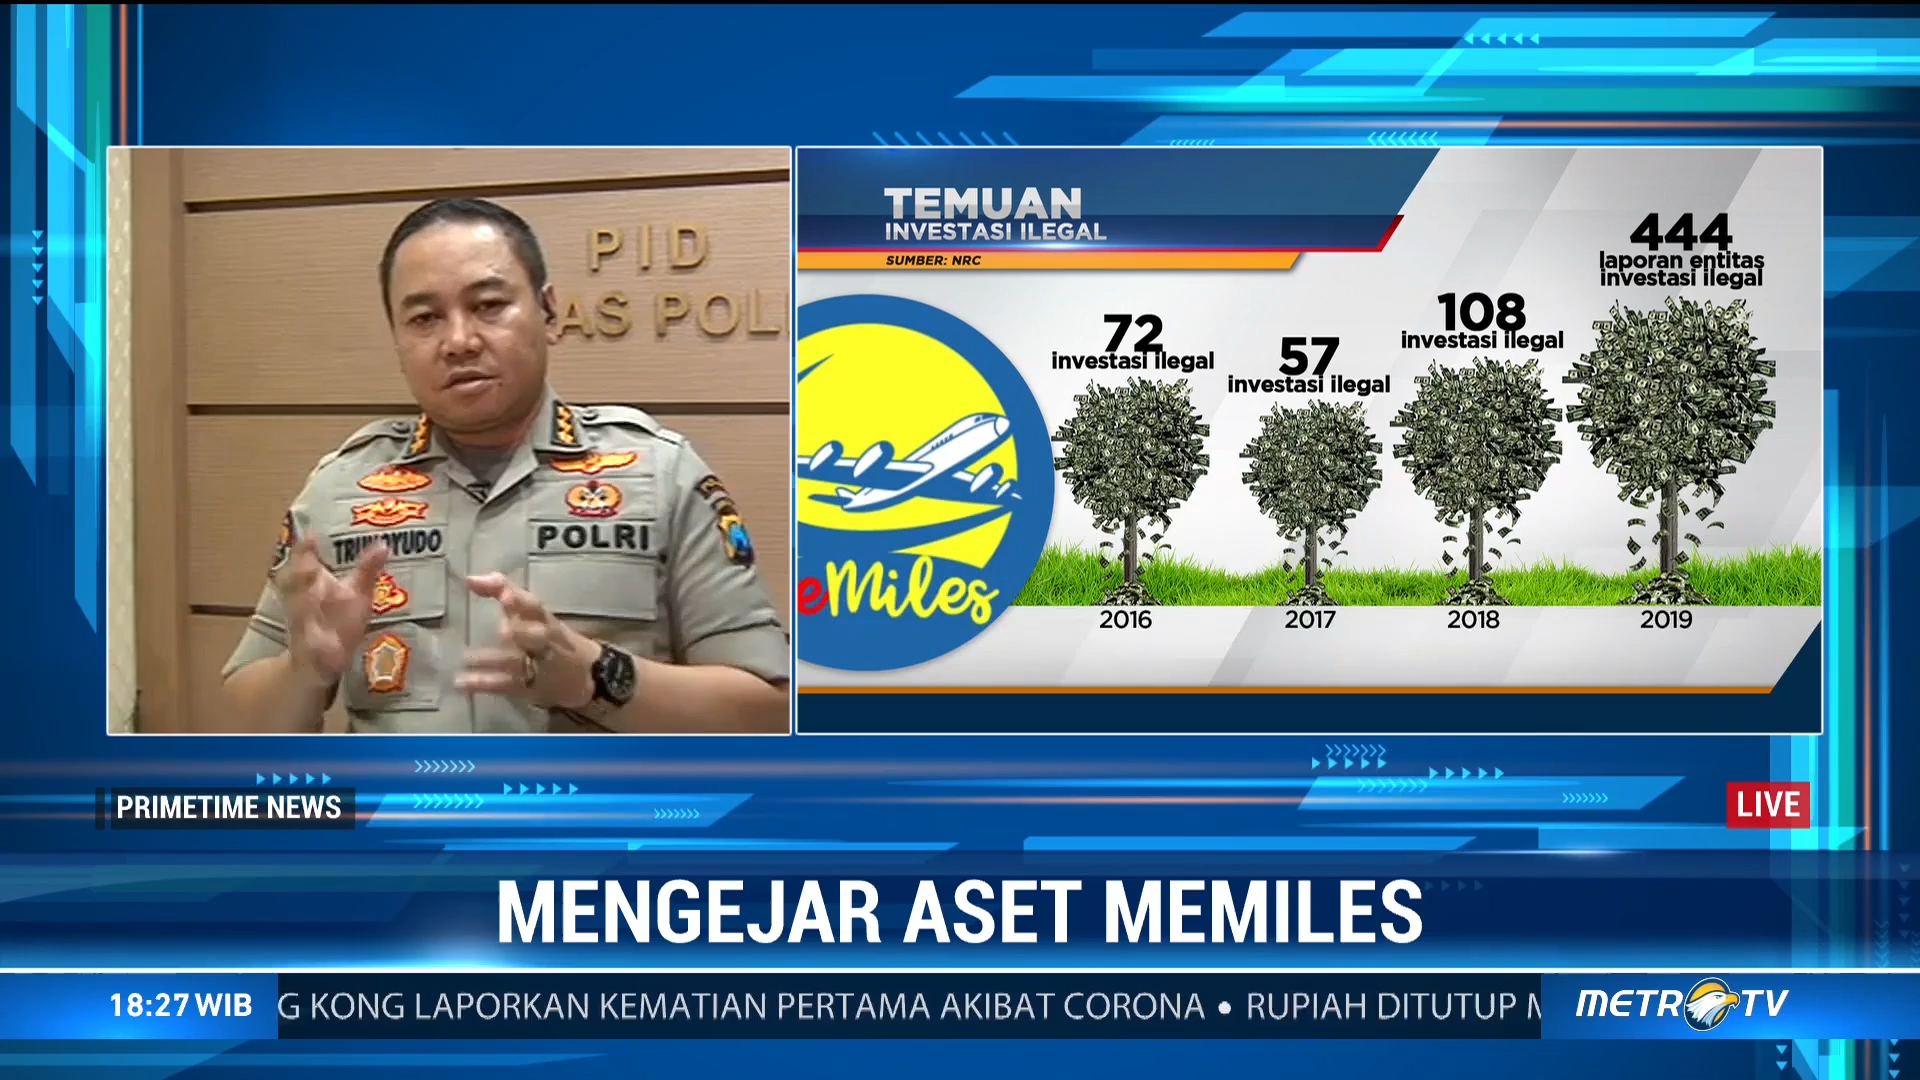 PID
AS POL
TRUNOYUDO
POLRI
TEMUAN
INVESTASI ILEGAL
SUMBER: NRC
72
investasi ilegal
57
investasi ilegal
108
investasi ilegal
444
laporan entitas
investasi ilegal
eMiles
2016
2017
2018
2019
PRIMETIME NEWS
LIVE
MENGEJAR ASET MEMILES
18:27 WIB
G KONG LAPORKAN KEMATIAN PERTAMA AKIBAT CORONA • RUPIAH DITUTUP
METRO TV